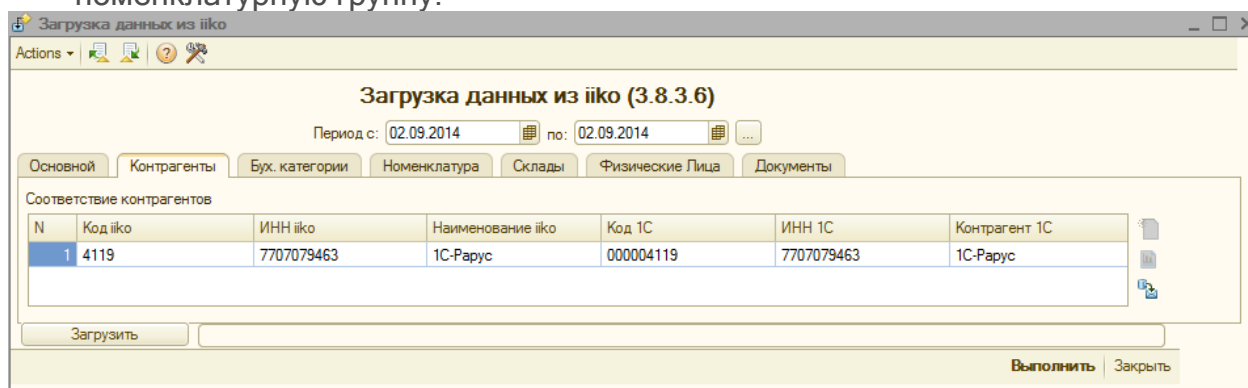 номенклатурную группу.
Загрузка данных из iiko
Actions
Загрузка данных из iiko (3.8.3.6)
Период с: 02.09.2014 по: 02.09.2014 ...
Основной Контрагенты Бух. категории Номенклатура Склады Физические Лица Документы
Соответствие контрагентов
N Код iiko ИНН iiko Наименование iiko Код 1С ИНН 1С Контрагент 1С
1 4119 7707079463 1С-Рарус 000004119 7707079463 1С-Рарус
Загрузить
Выполнить Закрыть